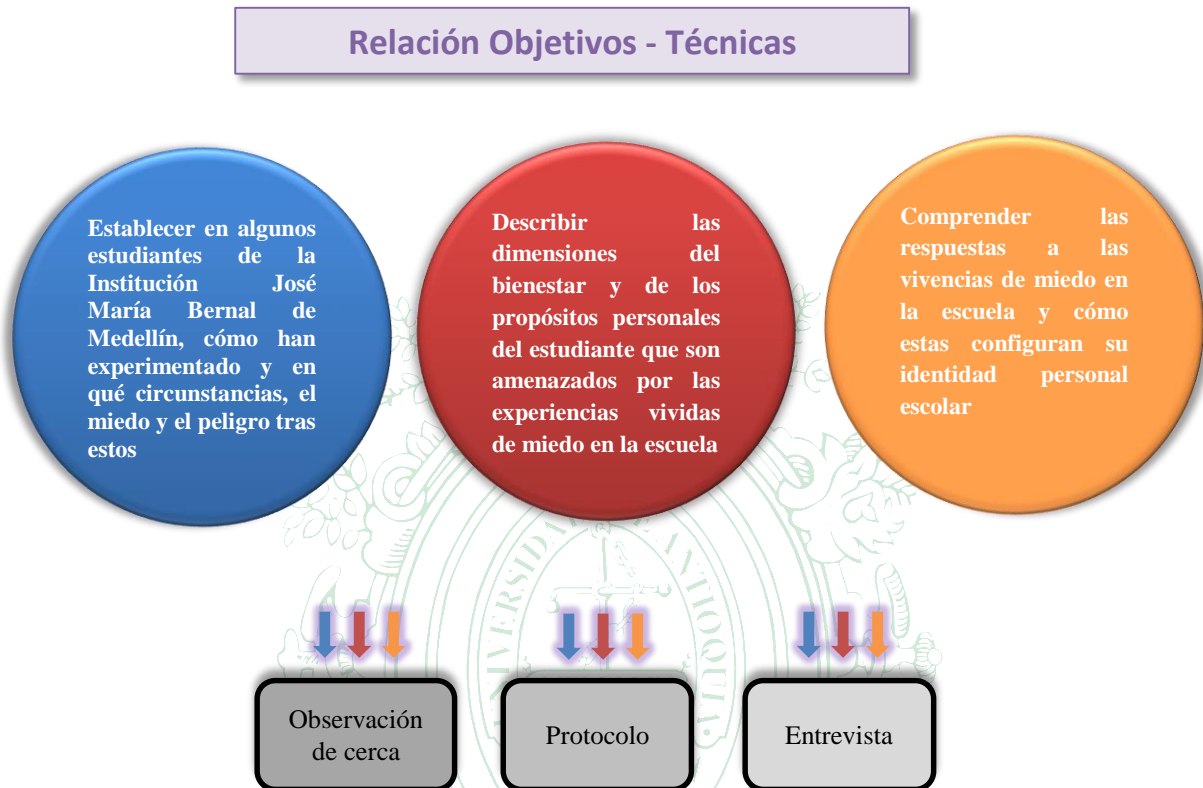 Relación Objetivos - Técnicas
Establecer en algunos
estudiantes de la
Institución José
María Bernal de
Medellín, cómo han
experimentado y en
qué circunstancias, el
miedo y el peligro tras
estos
Describir las
dimensiones del
bienestar y de los
propósitos personales
del estudiante que son
amenazados por las
experiencias vividas
de miedo en la escuela
Comprender las
respuestas a las
vivencias de miedo en
la escuela y cómo
estas configuran su
identidad personal
escolar
UNIVERSIDAD DE ANTIOQUIA
Observación
de cerca
Protocolo
Entrevista